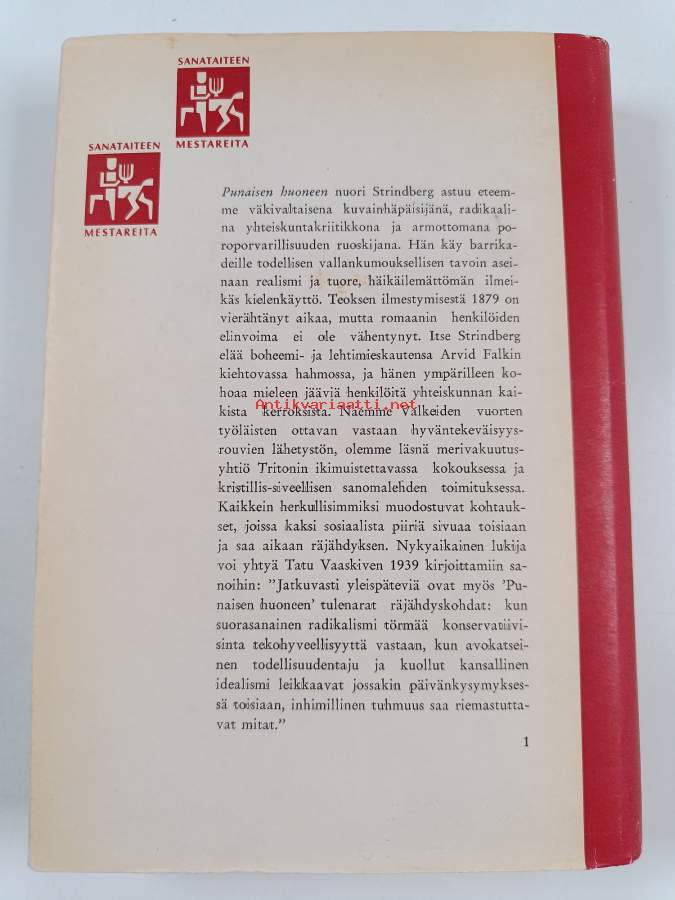 SANATAITEEN
MESTAREITA
SANATAITEEN
MESTAREITA
Punaisen huoneen nuori Strindberg astuu eteem-
me väkivaltaisena kuvainhäpäisijänä, radikaali-
na yhteiskuntakriitikkona ja armottomana po-
roporvarillisuuden ruoskijana. Hän käy barrika-
deille todellisen vallankumouksellisen tavoin asei-
naan realismi ja tuore, häikäilemättömän ilmei-
käs kielenkäyttö. Teoksen ilmestymisestä 1879 on
vierähtänyt aikaa, mutta romaanin henkilöiden
elinvoima ei ole vähentynyt. Itse Strindberg
elää boheemi- ja lehtimieskautensa Arvid Falkin
kiehtovassa hahmossa, ja hänen ympärilleen ko-
hoaa mieleen jääviä henkilöitä yhteiskunnan kai-
kista kerroksista. Näemme Valkeiden vuorten
Antikvariaatti.net
työläisten ottavan vastaan hyväntekeväisyys-
rouvien lähetystön, olemme läsnä merivakuutus-
yhtiö Tritonin ikimuistettavassa kokouksessa ja
kristillis-siveellisen sanomalehden toimituksessa.
Kaikkein herkullisimmiksi muodostuvat kohtauk-
set, joissa kaksi sosiaalista piiriä sivuaa toisiaan
ja saa aikaan räjähdyksen. Nykyaikainen lukija
voi yhtyä Tatu Vaaskiven 1939 kirjoittamiin sa-
noihin: ”Jatkuvasti yleispäteviä ovat myös ’Pu-
naisen huoneen’ tulenarat räjähdyskohdat: kun
suorasanainen radikalismi törmää konservatiivi-
sinta tekohyveellisyyttä vastaan, kun avokatsei-
nen todellisuudentaju ja kuollut kansallinen
idealismi leikkaavat jossakin päivänkysymykses-
sä toisiaan, inhimillinen tuhmuus saa riemastutta-
vat mitat.”
1